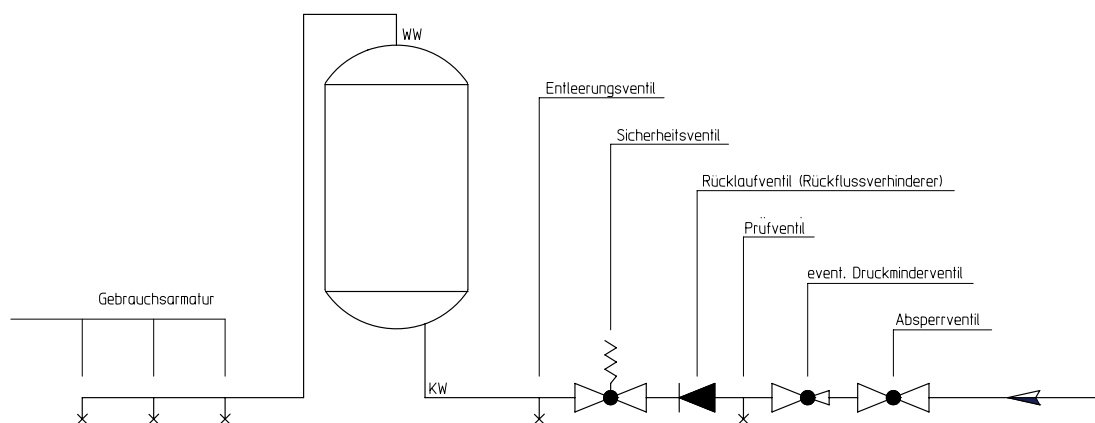 WW
Entleerungsventil
Sicherheitsventil
Rücklaufventil (Rückflussverhinderer)
Prüfventil
event. Druckminderventil
Gebrauchsarmatur
Absperrventil
KW